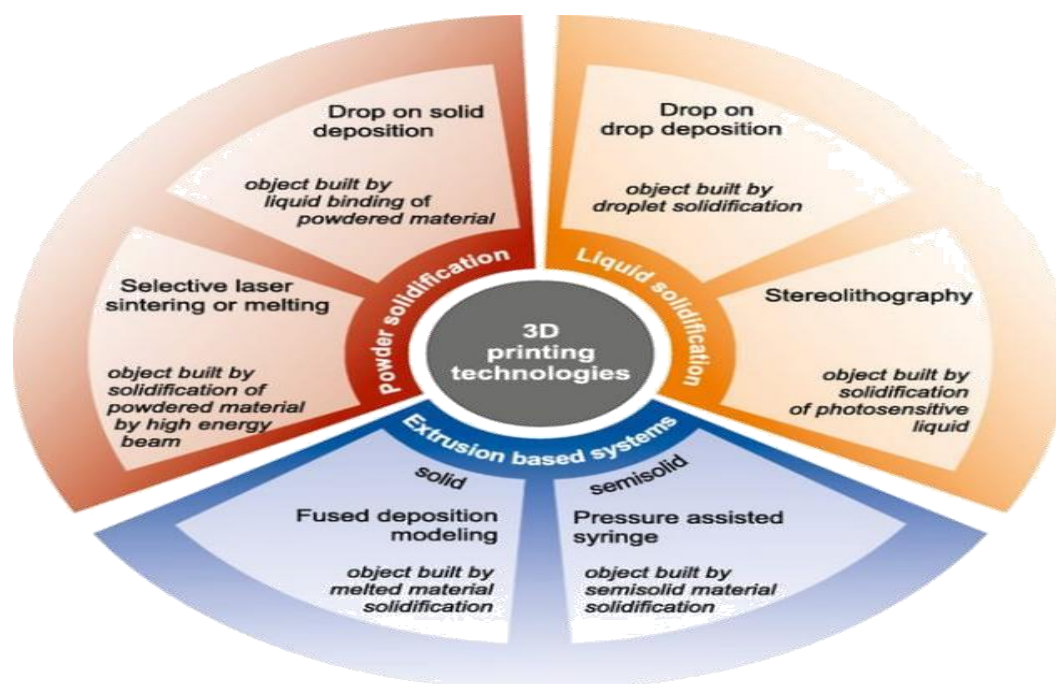 3D
printing
technologies
Powder solidification
Drop on solid
deposition
object built by
liquid binding of
powdered material
Selective laser
sintering or melting
object built by
solidification of
powdered material
by high energy
beam
Liquid solidification
Drop on
drop deposition
object built by
droplet solidification
Stereolithography
object built by
solidification
of photosensitive
liquid
Extrusion based systems
solid
Fused deposition
modeling
object built by
melted material
solidification
semisolid
Pressure assisted
syringe
object built by
semisolid material
solidification